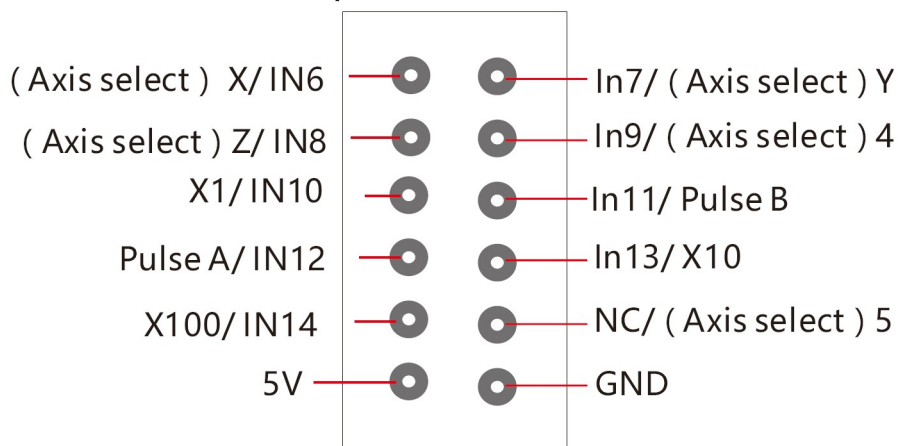 ( Axis select ) X/ IN6
In7/ ( Axis select ) Y
( Axis select ) Z/ IN8
In9/ ( Axis select ) 4
X1/ IN10
In11/ Pulse B
Pulse A/ IN12
In13/ X10
X100/ IN14
NC/ ( Axis select ) 5
5V
GND